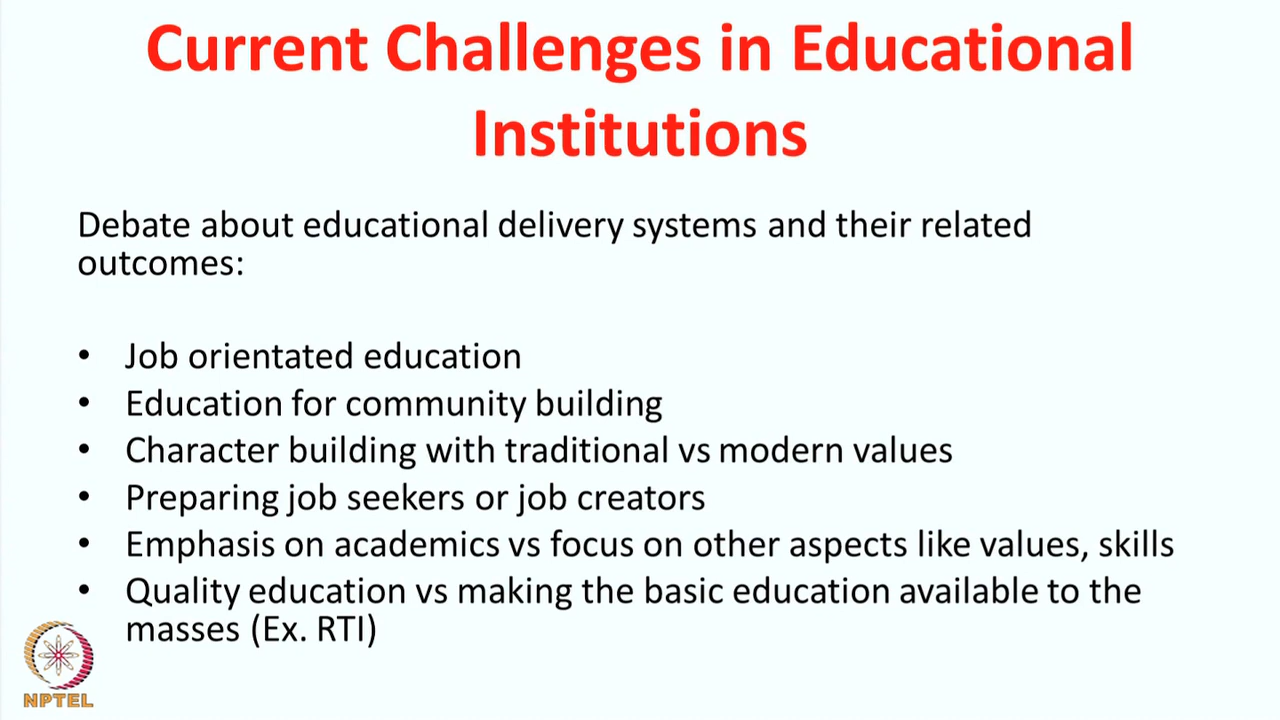 Current Challenges in Educational
Institutions
Debate about educational delivery systems and their related
outcomes:
• Job orientated education
• Education for community building
• Character building with traditional vs modern values
• Preparing job seekers or job creators
• Emphasis on academics vs focus on other aspects like values, skills
• Quality education vs making the basic education available to the
masses (Ex. RTI)
NPTEL